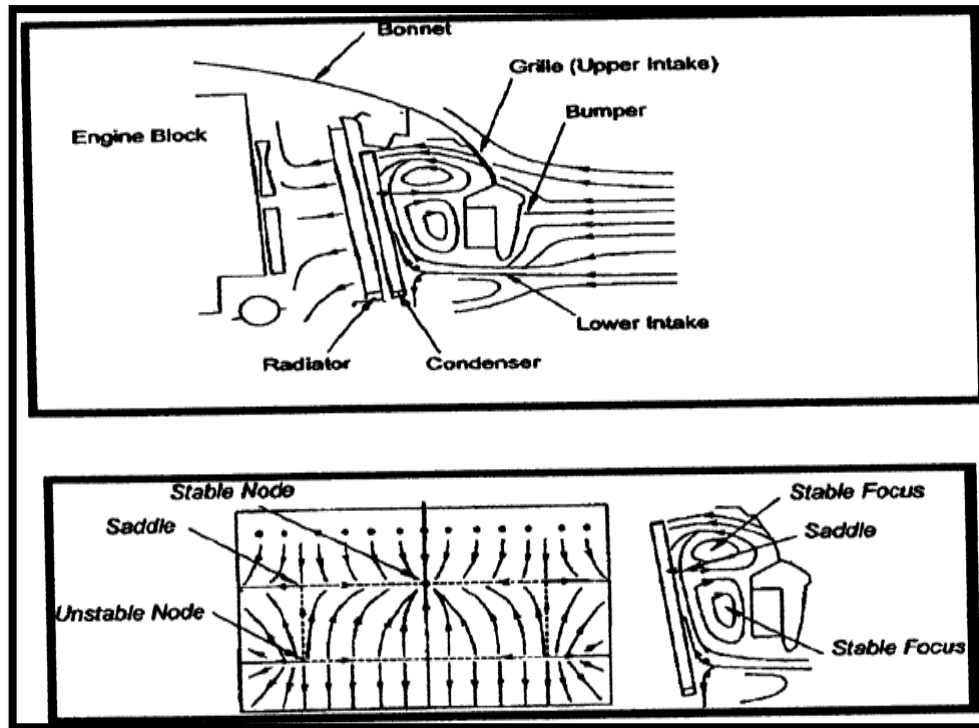 Bonnet
Grille (Upper Intake)
Bumper
Engine Block
Lower Intake
Radiator
Condenser
Stable Node
Saddle
Unstable Node
Stable Focus
Saddle
Stable Focus